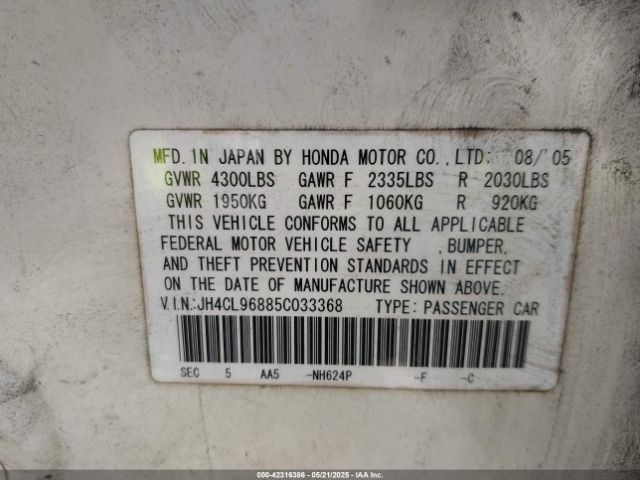 MFD. IN JAPAN BY HONDA MOTOR CO., LTD. 08/'05
GVWR 4300LBS GAWR F 2335LBS R 2030LBS
GVWR 1950KG GAWR F 1060KG R 920KG
THIS VEHICLE CONFORMS TO ALL APPLICABLE
FEDERAL MOTOR VEHICLE SAFETY , BUMPER,
AND THEFT PREVENTION STANDARDS IN EFFECT
ON THE DATE OF MANUFACTURE SHOWN ABOVE.
V.I.N.:JH4CL96885C033368 TYPE: PASSENGER CAR
SEC 5 AA5 -NH624P -F -C
000-42316386 - 05/21/2025 - IAA Inc.